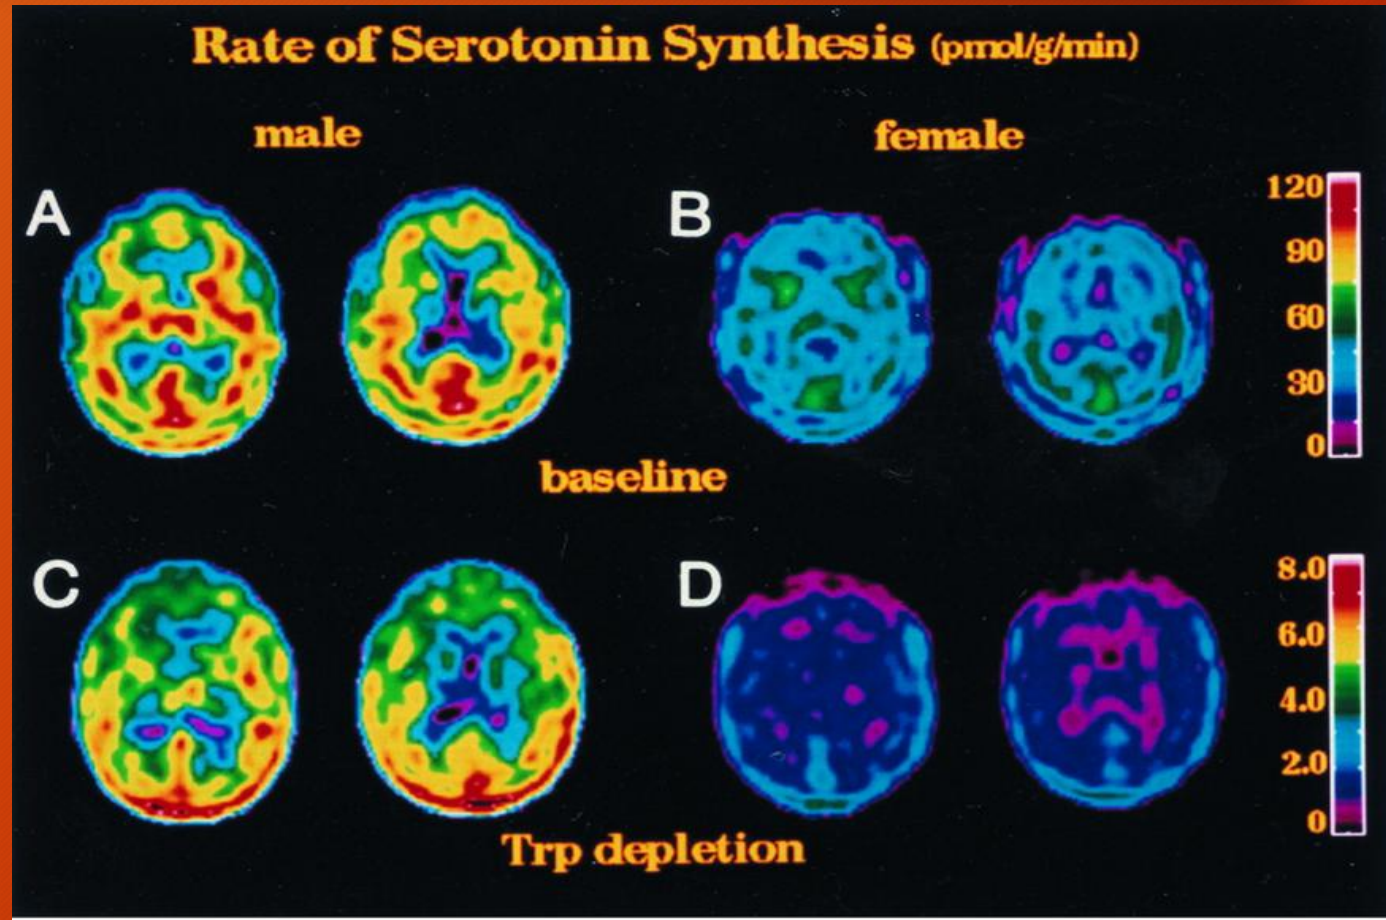 Rate of Serotonin Synthesis (pmol/g/min)
male
female
A
B
120
90
60
30
0
baseline
C
D
8.0
6.0
4.0
2.0
0
Trp depletion